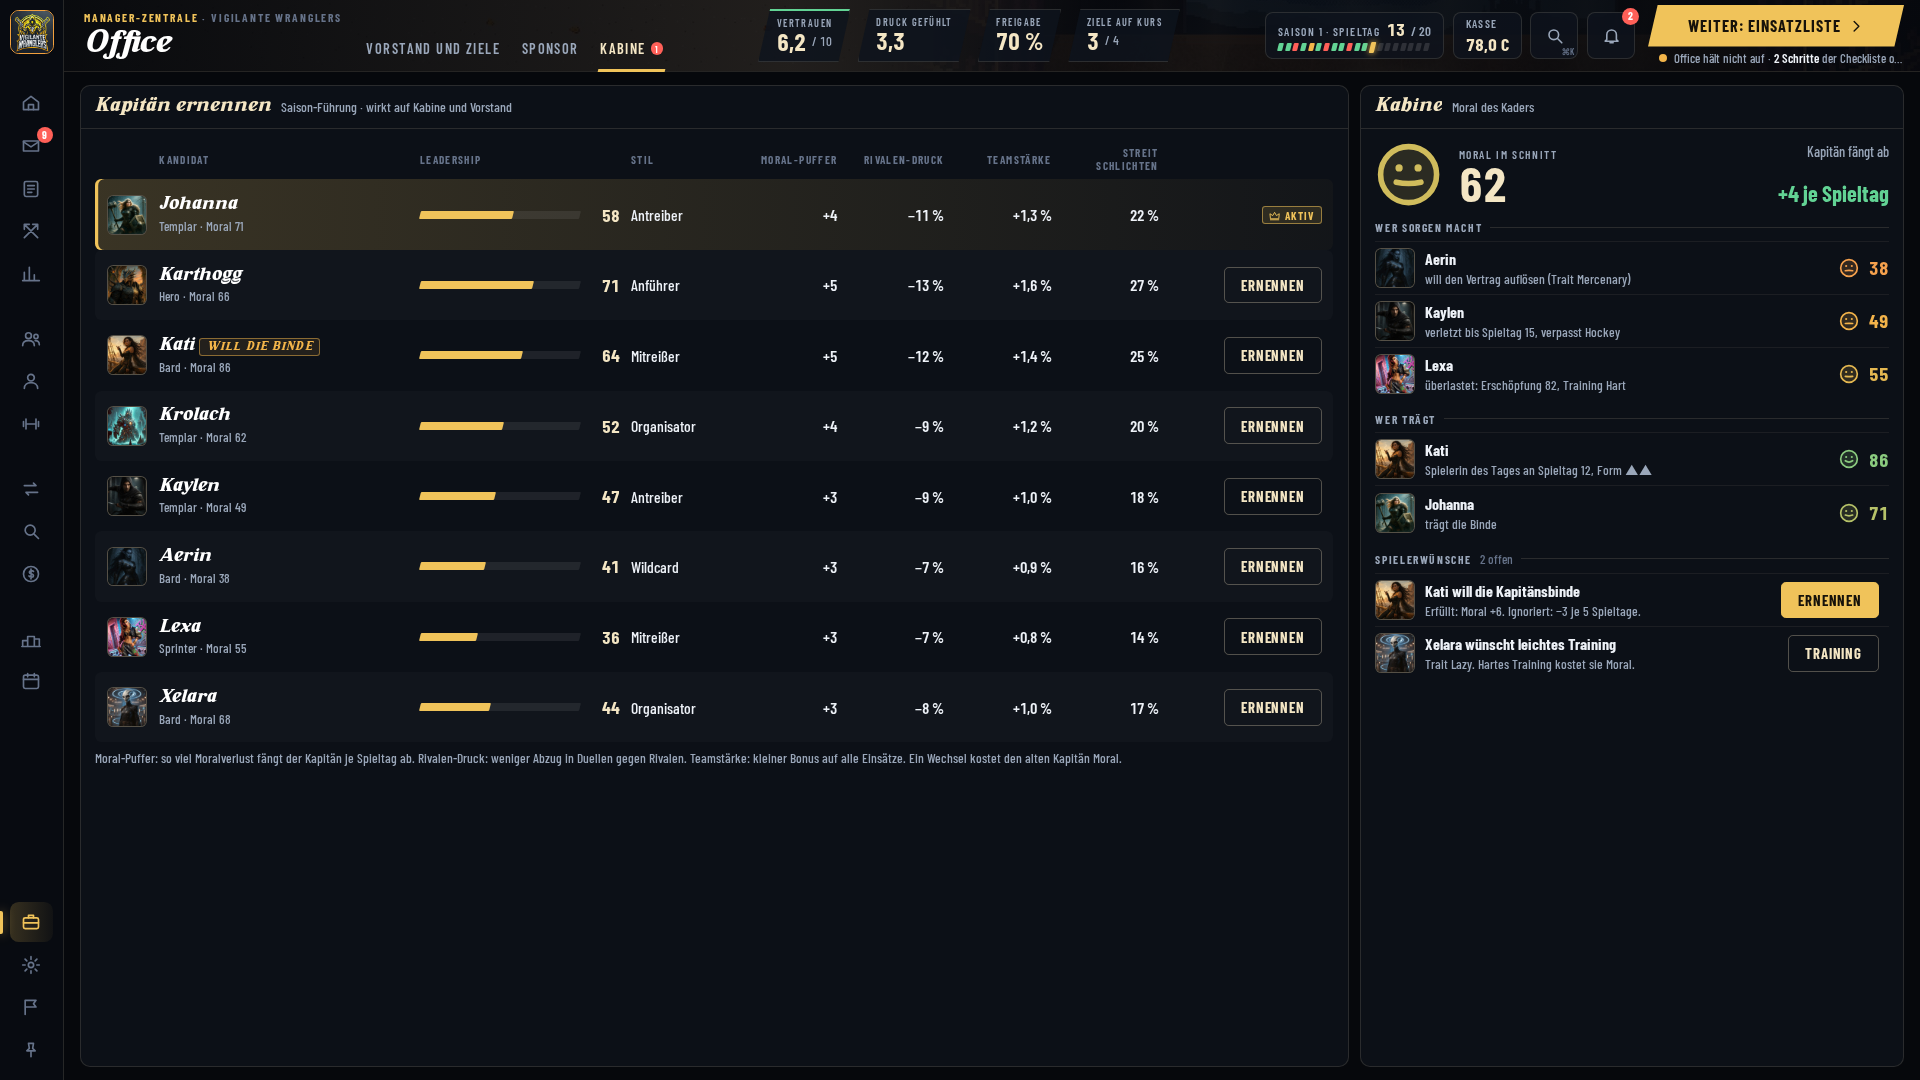 MANAGER-ZENTRALE · VIGILANTE WRANGLERS
Office
VORSTAND UND ZIELE
SPONSOR
KABINE 1
VERTRAUEN
6,2 / 10
DRUCK GEFÜHLT
3,3
FREIGABE
70 %
ZIELE AUF KURS
3 / 4
SAISON 1 · SPIELTAG 13 / 20
KASSE
78,0 C
⌘K
2
WEITER: EINSATZLISTE
Office hält nicht auf · 2 Schritte der Checkliste o...
9
Kapitän ernennen Saison-Führung · wirkt auf Kabine und Vorstand
KANDIDAT LEADERSHIP STIL MORAL-PUFFER RIVALEN-DRUCK TEAMSTÄRKE STREIT SCHLICHTEN
Johanna
Templar · Moral 71
58 Antreiber +4 −11 % +1,3 % 22 % AKTIV
Karthogg
Hero · Moral 66
71 Anführer +5 −13 % +1,6 % 27 % ERNENNEN
Kati WILL DIE BINDE
Bard · Moral 86
64 Mitreißer +5 −12 % +1,4 % 25 % ERNENNEN
Krolach
Templar · Moral 62
52 Organisator +4 −9 % +1,2 % 20 % ERNENNEN
Kaylen
Templar · Moral 49
47 Antreiber +3 −9 % +1,0 % 18 % ERNENNEN
Aerin
Bard · Moral 38
41 Wildcard +3 −7 % +0,9 % 16 % ERNENNEN
Lexa
Sprinter · Moral 55
36 Mitreißer +3 −7 % +0,8 % 14 % ERNENNEN
Xelara
Bard · Moral 68
44 Organisator +3 −8 % +1,0 % 17 % ERNENNEN
Moral-Puffer: so viel Moralverlust fängt der Kapitän je Spieltag ab. Rivalen-Druck: weniger Abzug in Duellen gegen Rivalen. Teamstärke: kleiner Bonus auf alle Einsätze. Ein Wechsel kostet den alten Kapitän Moral.
Kabine Moral des Kaders
MORAL IM SCHNITT
62
Kapitän fängt ab
+4 je Spieltag
WER SORGEN MACHT
Aerin
will den Vertrag auflösen (Trait Mercenary)
38
Kaylen
verletzt bis Spieltag 15, verpasst Hockey
49
Lexa
überlastet: Erschöpfung 82, Training Hart
55
WER TRÄGT
Kati
Spielerin des Tages an Spieltag 12, Form ▲▲
86
Johanna
trägt die Binde
71
SPIELERWÜNSCHE 2 offen
Kati will die Kapitänsbinde
Erfüllt: Moral +6. Ignoriert: −3 je 5 Spieltage.
ERNENNEN
Xelara wünscht leichtes Training
Trait Lazy. Hartes Training kostet sie Moral.
TRAINING